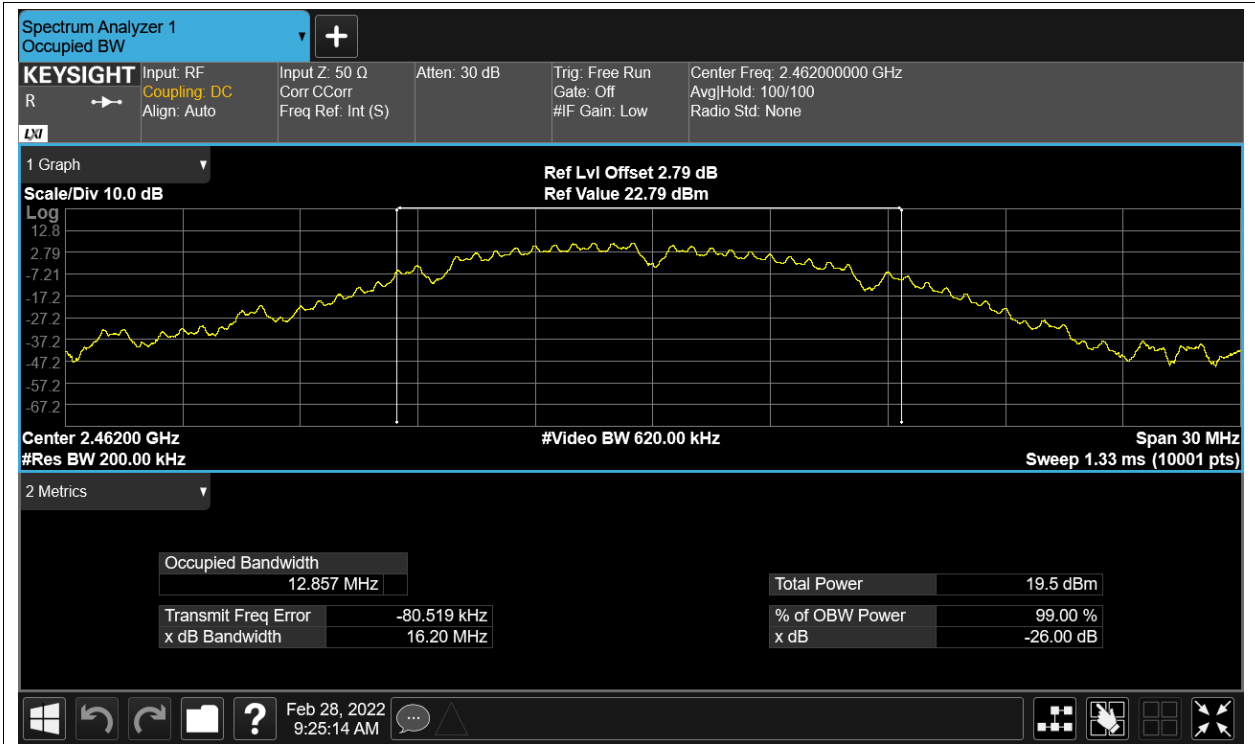 Spectrum Analyzer 1
Occupied BW
KEYSIGHT
R
LXI
Input: RF
Coupling: DC
Align: Auto
Input Z: 50 Ω
Corr CCorr
Freq Ref: Int (S)
Atten: 30 dB
Trig: Free Run
Gate: Off
#IF Gain: Low
Center Freq: 2.462000000 GHz
Avg|Hold: 100/100
Radio Std: None
1 Graph
Scale/Div 10.0 dB
Ref Lvl Offset 2.79 dB
Ref Value 22.79 dBm
Log
12.8
2.79
-7.21
-17.2
-27.2
-37.2
-47.2
-57.2
-67.2
Center 2.46200 GHz
#Video BW 620.00 kHz
Span 30 MHz
#Res BW 200.00 kHz
Sweep 1.33 ms (10001 pts)
2 Metrics
Occupied Bandwidth
12.857 MHz
Total Power 19.5 dBm
Transmit Freq Error -80.519 kHz
% of OBW Power 99.00 %
x dB Bandwidth 16.20 MHz
x dB -26.00 dB
?
Feb 28, 2022
9:25:14 AM